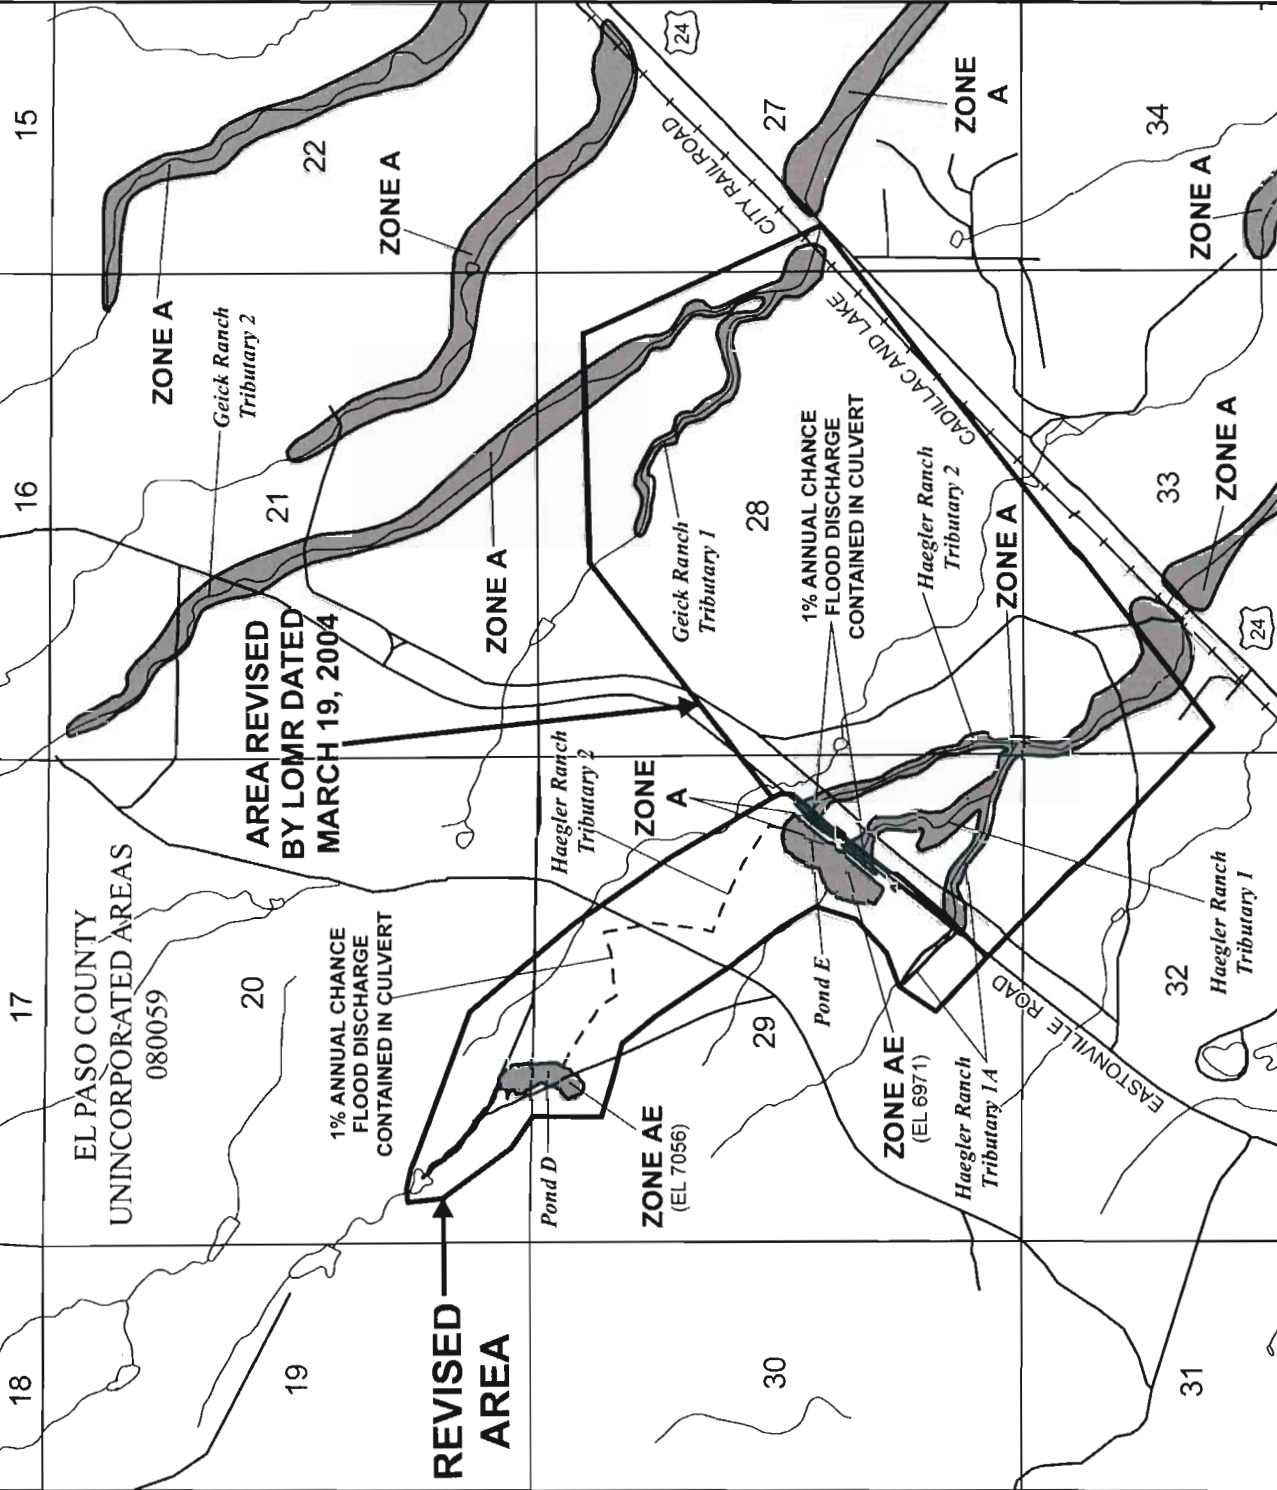 18
17
16
15
EL PASO COUNTY
UNINCORPORATED AREAS
080059
19
20
21
22
ZONE A
Geick Ranch
Tributary 2
ZONE A
24
AREA REVISED
BY LOMR DATED
MARCH 19, 2004
1% ANNUAL CHANCE
FLOOD DISCHARGE
CONTAINED IN CULVERT
REVISED
AREA
ZONE A
Haegler Ranch
Tributary 2
ZONE
A
Pond D
ZONE AE
(EL 7056)
Geick Ranch
Tributary 1
CADILLAC AND LAKE
CITY RAILROAD
27
28
29
30
1% ANNUAL CHANCE
FLOOD DISCHARGE
CONTAINED IN CULVERT
Pond E
ZONE AE
(EL 6971)
Haegler Ranch
Tributary 2
ZONE A
ZONE
A
Haegler Ranch
Tributary 1A
EASTONVILLE ROAD
31
32
33
34
Haegler Ranch
Tributary 1
ZONE A
ZONE A
24